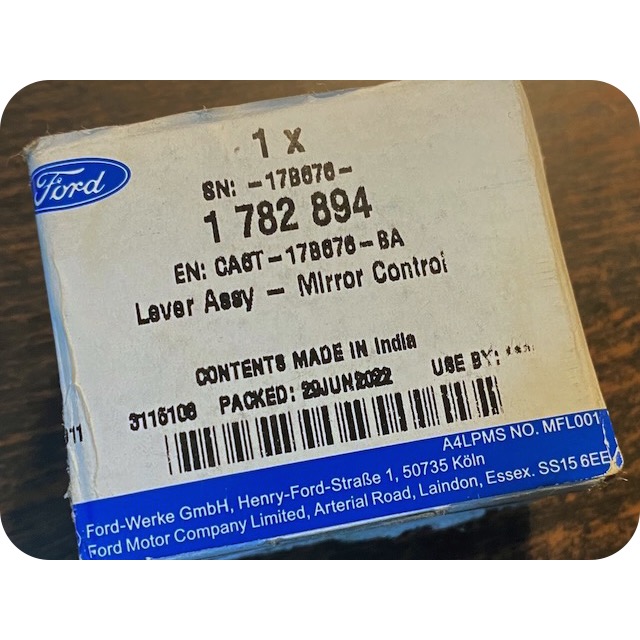 1 x
Ford
SN: -17B676-
1 782 894
EN: CA6T-17B676-BA
Lever Assy - Mirror Control
CONTENTS MADE IN India
3115108 PACKED: 29JUN2022 USE BY: ****
11
A4LPMS NO. MFL001
Ford-Werke GmbH, Henry-Ford-Straße 1, 50735 Köln
Ford Motor Company Limited, Arterial Road, Laindon, Essex. SS15 6EE